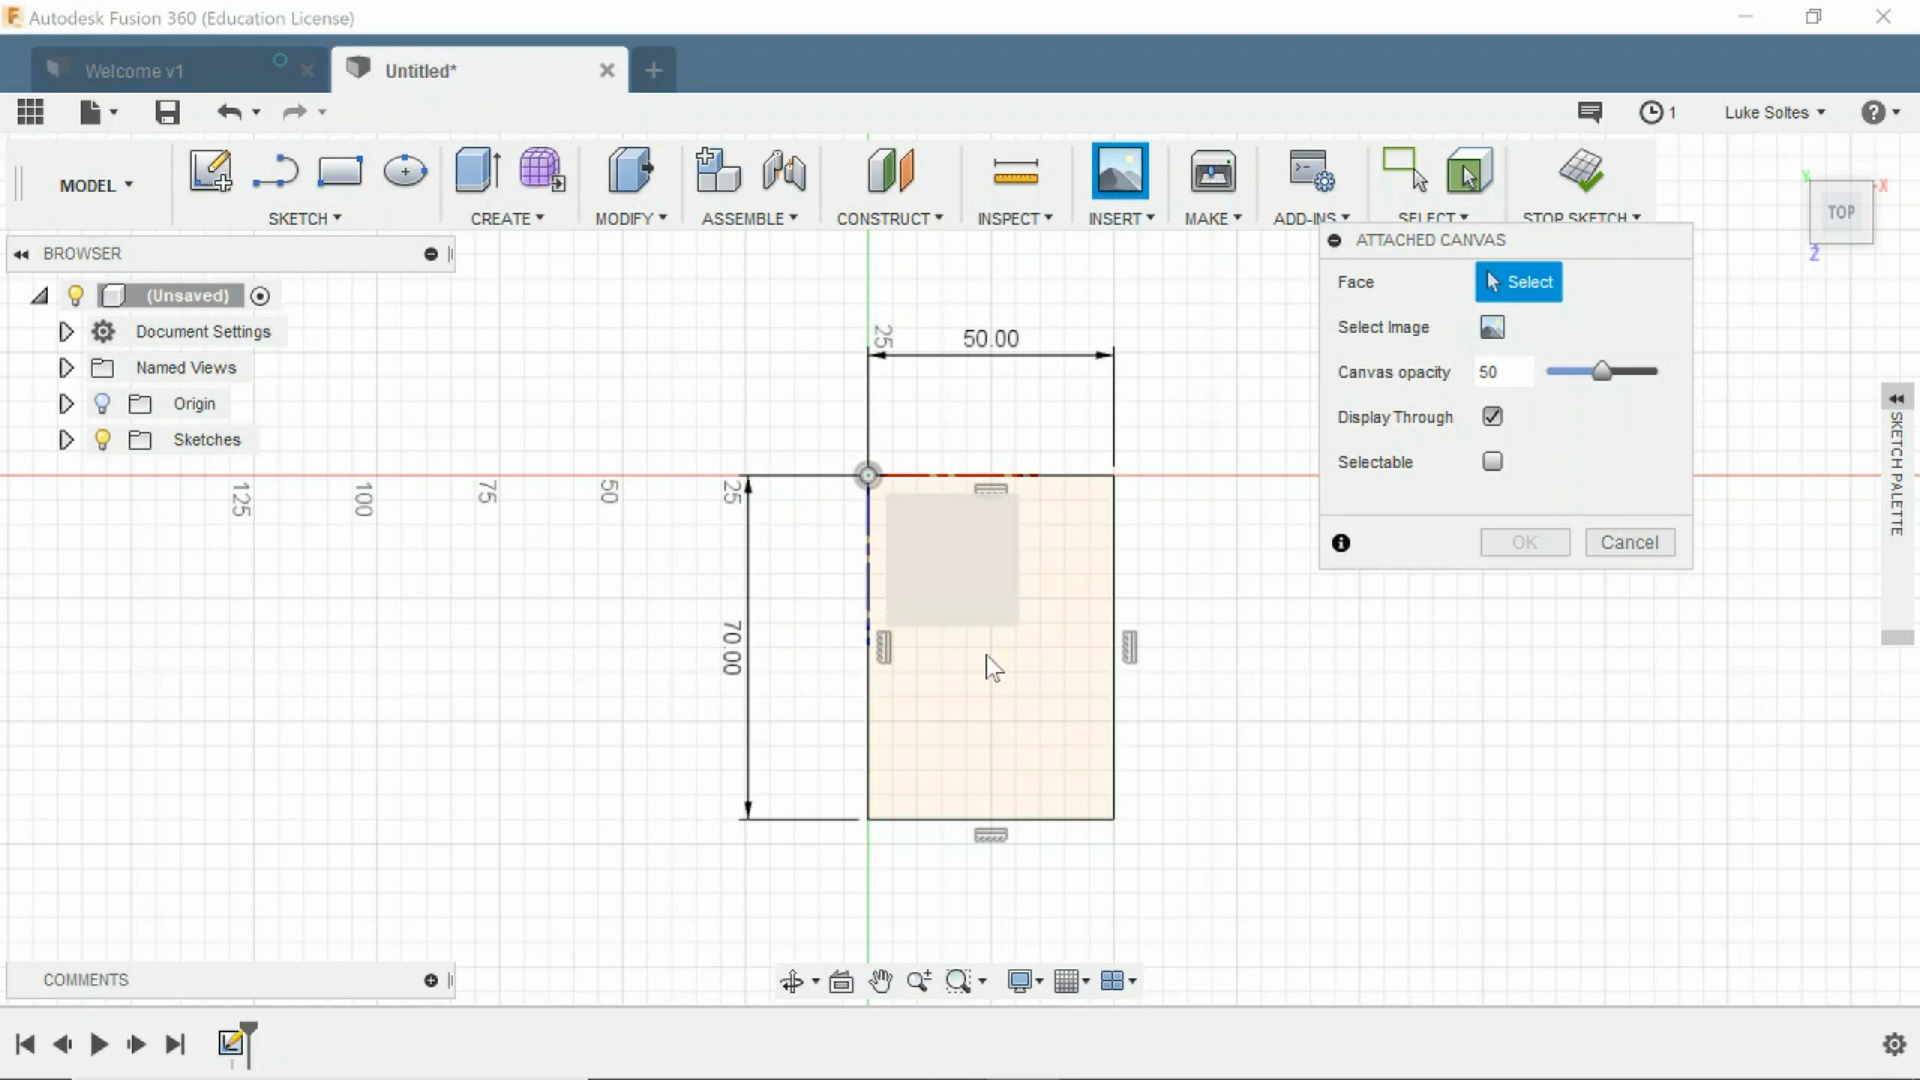 Autodesk Fusion 360 (Education License)
Welcome v1
Untitled*
1
Luke Soltes
MODEL
SKETCH
CREATE
MODIFY
ASSEMBLE
CONSTRUCT
INSPECT
INSERT
MAKE
ADD-INS
SELECT
STOP SKETCH
Y
X
TOP
Z
BROWSER
(Unsaved)
Document Settings
Named Views
Origin
Sketches
ATTACHED CANVAS
Face
Select
Select Image
Canvas opacity
50
Display Through
Selectable
OK
Cancel
SKETCH PALETTE
25
50.00
125
100
75
50
25
70.00
COMMENTS